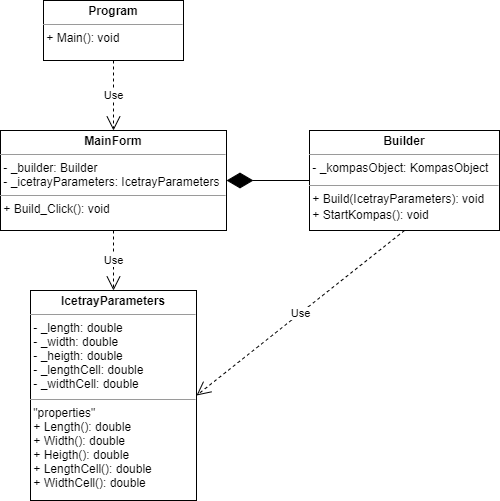 Program
+ Main(): void
Use
MainForm
- _builder: Builder
- _icetrayParameters: IcetrayParameters
+ Build_Click(): void
Builder
- _kompasObject: KompasObject
+ Build(IcetrayParameters): void
+ StartKompas(): void
Use
Use
IcetrayParameters
- _length: double
- _width: double
- _heigth: double
- _lengthCell: double
- _widthCell: double
"properties"
+ Length(): double
+ Width(): double
+ Heigth(): double
+ LengthCell(): double
+ WidthCell(): double